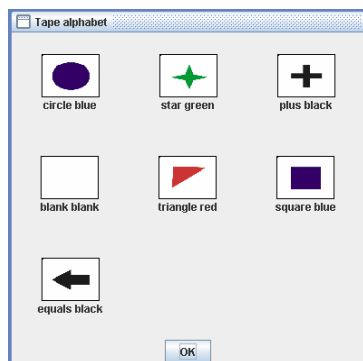 Tape alphabet
circle blue
star green
plus black
blank blank
triangle red
square blue
equals black
OK